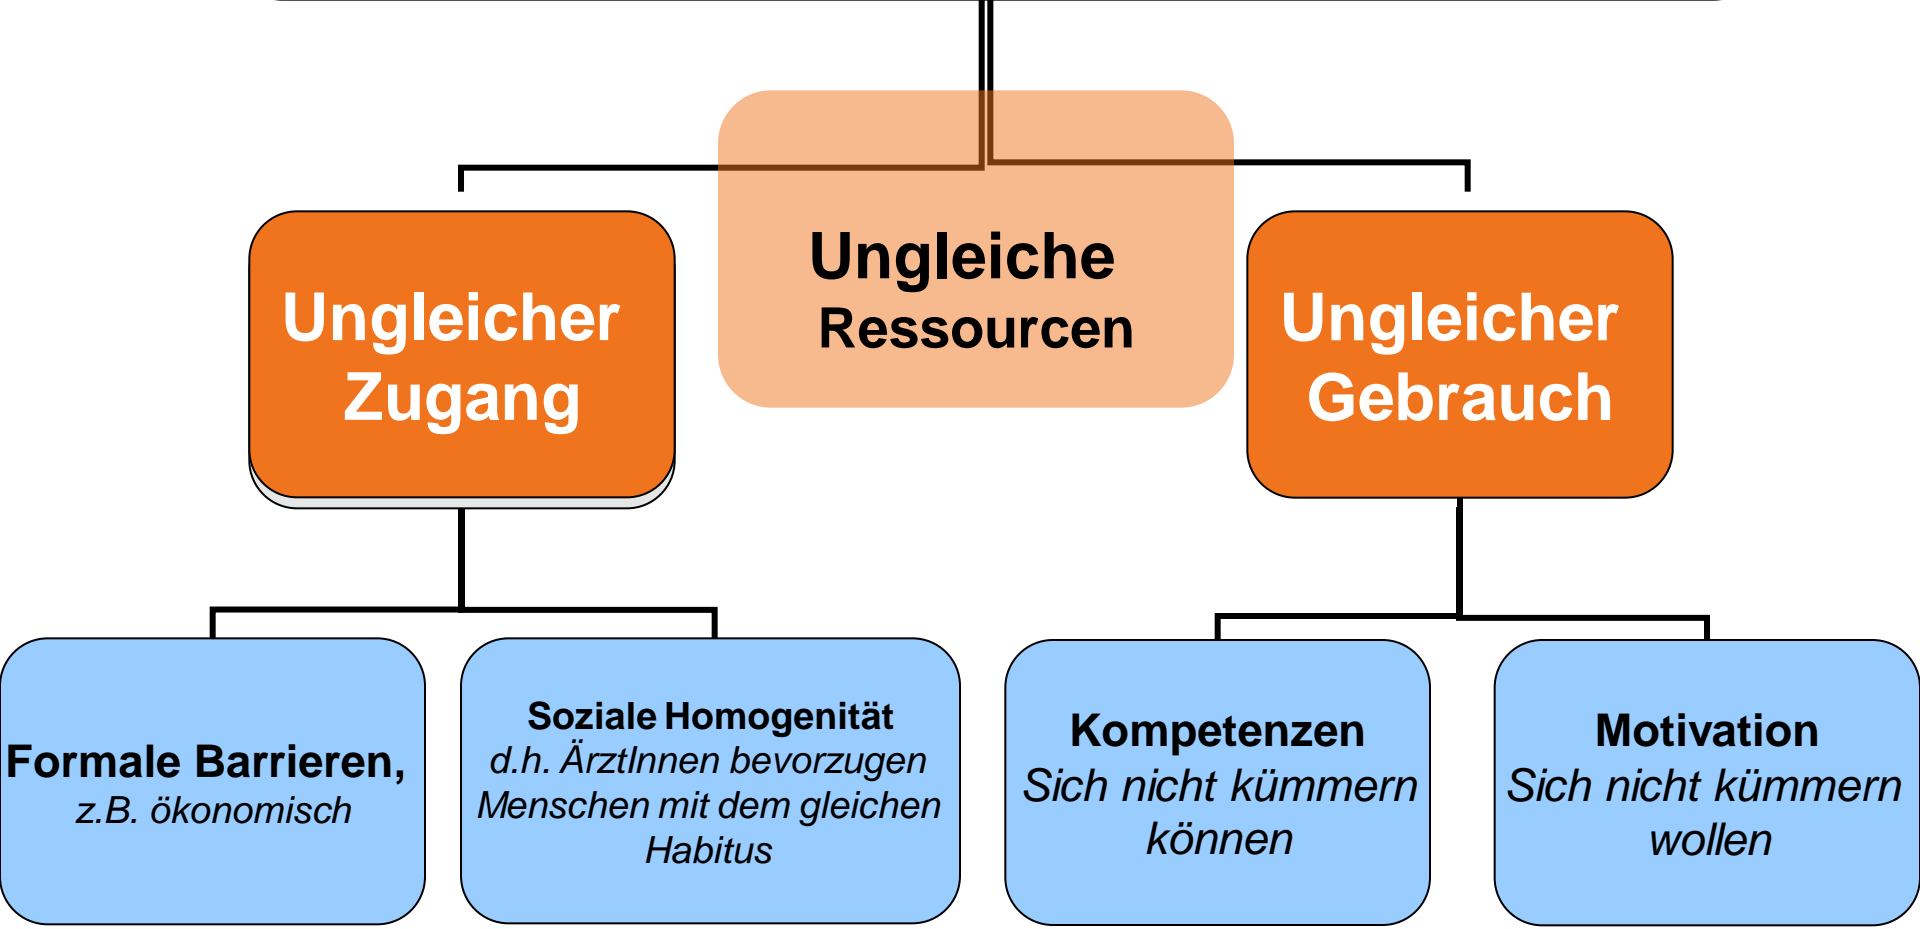 Ungleiche
Ressourcen
Ungleicher
Zugang
Ungleicher
Gebrauch
Formale Barrieren,
z.B. ökonomisch
Soziale Homogenität
d.h. ÄrztInnen bevorzugen
Menschen mit dem gleichen
Habitus
Kompetenzen
Sich nicht kümmern
können
Motivation
Sich nicht kümmern
wollen